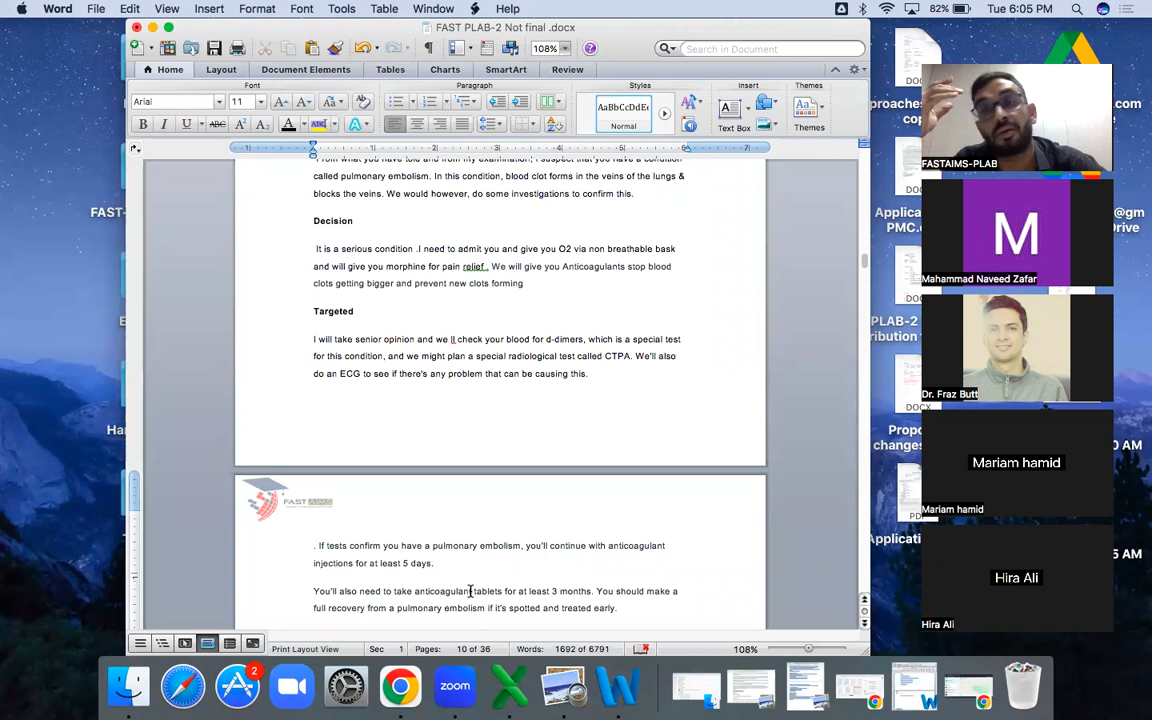 Word File Edit View Insert Format Font Tools Table Window Help 82% Tue 6:05 PM
FAST PLAB-2 Not final .docx
108% Search in Document
Home Layout Document Elements Tables Charts SmartArt Review
Font Paragraph Styles Insert Themes
Arial 11 AaBbCcDdEe Normal Text Box Themes
called pulmonary embolism. In this condition, blood clot forms in the veins of the lungs &
blocks the veins. We would however, do some investigations to confirm this.
Decision
It is a serious condition .I need to admit you and give you O2 via non breathable bask
and will give you morphine for pain relief . We will give you Anticoagulants stop blood
clots getting bigger and prevent new clots forming
Targeted
I will take senior opinion and we ll check your blood for d-dimers, which is a special test
for this condition, and we might plan a special radiological test called CTPA. We'll also
do an ECG to see if there's any problem that can be causing this.
FAST AIMS
. If tests confirm you have a pulmonary embolism, you'll continue with anticoagulant
injections for at least 5 days.
You'll also need to take anticoagulant tablets for at least 3 months. You should make a
full recovery from a pulmonary embolism if it's spotted and treated early.
Print Layout View Sec 1 Pages: 10 of 36 Words: 1692 of 6791 108%
FASTAIMS-PLAB
M
Mahammad Naveed Zafar
Dr. Fraz Butt
Mariam hamid
Mariam hamid
Hira Ali
Hira Ali
FAST-
DOCX
PLAB-2
Drive
2
zoom